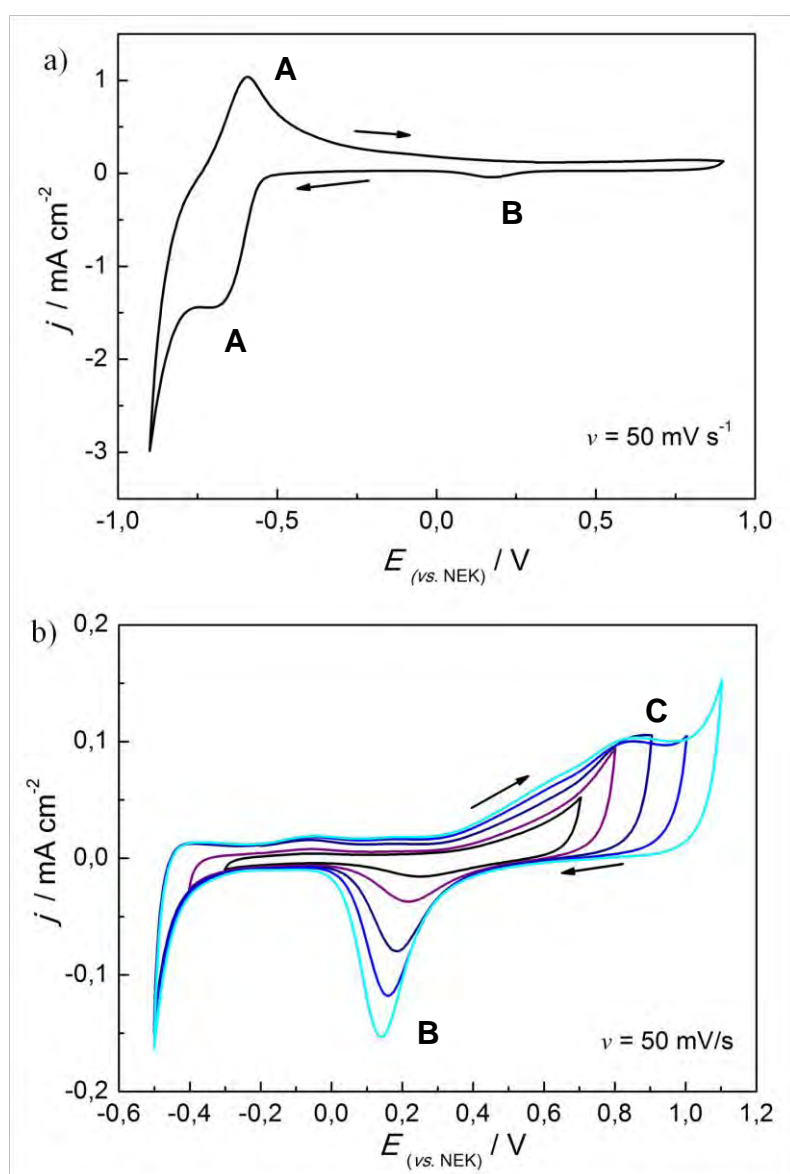 a)
A
B
A
j / mA cm⁻²
1
0
-1
-2
-3
ν = 50 mV s⁻¹
-1,0 -0,5 0,0 0,5 1,0
E (vs. NEK) / V
b)
C
B
j / mA cm⁻²
0,2
0,1
0,0
-0,1
-0,2
ν = 50 mV/s
-0,6 -0,4 -0,2 0,0 0,2 0,4 0,6 0,8 1,0 1,2
E (vs. NEK) / V